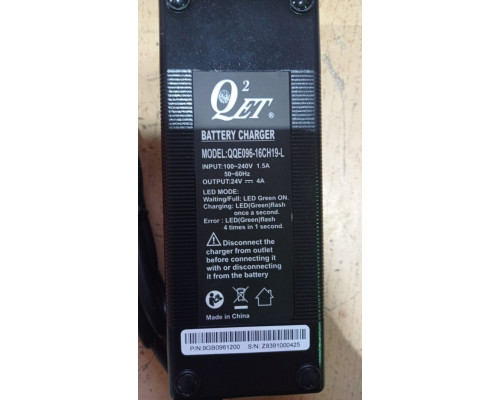 Q2ET®
BATTERY CHARGER
MODEL:QQE096-16CH19-L
INPUT:100~240V 1.5A
50~60Hz
OUTPUT:24V ⎓ 4A
LED MODE:
Waiting/Full: LED Green ON.
Charging: LED(Green)flash
once a second.
Error : LED(Green)flash
4 times in 1 second.
Disconnect the
charger from outlet
before connecting it
with or disconnecting
it from the battery
Made in China
P/N:9GB0961200 S/N: Z8391000425